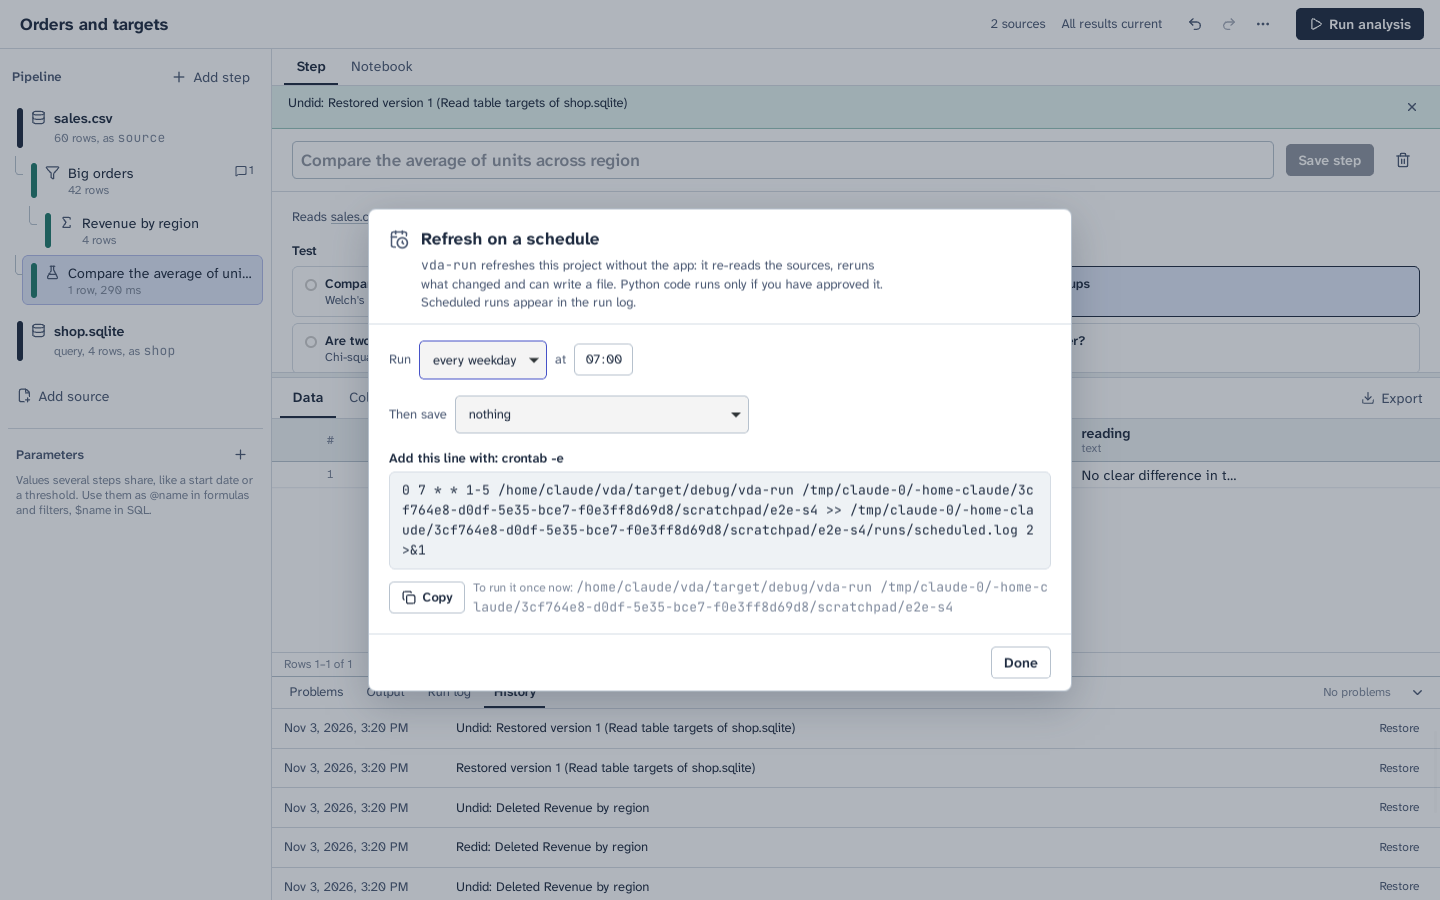 Orders and targets
2 sources
All results current
Run analysis
Pipeline
Add step
sales.csv
60 rows, as source
Big orders
1
42 rows
Revenue by region
4 rows
Compare the average of uni...
1 row, 290 ms
shop.sqlite
query, 4 rows, as shop
Add source
Parameters
Values several steps share, like a start date or
a threshold. Use them as @name in formulas
and filters, $name in SQL.
Step
Notebook
Undid: Restored version 1 (Read table targets of shop.sqlite)
Compare the average of units across region
Save step
Reads sales.c
Test
Compa
Welch's
ups
Are two
Chi-squa
r?
Refresh on a schedule
vda-run refreshes this project without the app: it re-reads the sources, reruns
what changed and can write a file. Python code runs only if you have approved it.
Scheduled runs appear in the run log.
Run every weekday at 07:00
Then save nothing
Add this line with: crontab -e
0 7 * * 1-5 /home/claude/vda/target/debug/vda-run /tmp/claude-0/-home-claude/3c
f764e8-d0df-5e35-bce7-f0e3ff8d69d8/scratchpad/e2e-s4 >> /tmp/claude-0/-home-cla
ude/3cf764e8-d0df-5e35-bce7-f0e3ff8d69d8/scratchpad/e2e-s4/runs/scheduled.log 2
>&1
Copy
To run it once now: /home/claude/vda/target/debug/vda-run /tmp/claude-0/-home-c
laude/3cf764e8-d0df-5e35-bce7-f0e3ff8d69d8/scratchpad/e2e-s4
Done
Data
Col
Export
#
reading
text
1
No clear difference in t...
Rows 1–1 of 1
Problems
Output
Run log
History
No problems
Nov 3, 2026, 3:20 PM Undid: Restored version 1 (Read table targets of shop.sqlite) Restore
Nov 3, 2026, 3:20 PM Restored version 1 (Read table targets of shop.sqlite) Restore
Nov 3, 2026, 3:20 PM Undid: Deleted Revenue by region Restore
Nov 3, 2026, 3:20 PM Redid: Deleted Revenue by region Restore
Nov 3, 2026, 3:20 PM Undid: Deleted Revenue by region Restore